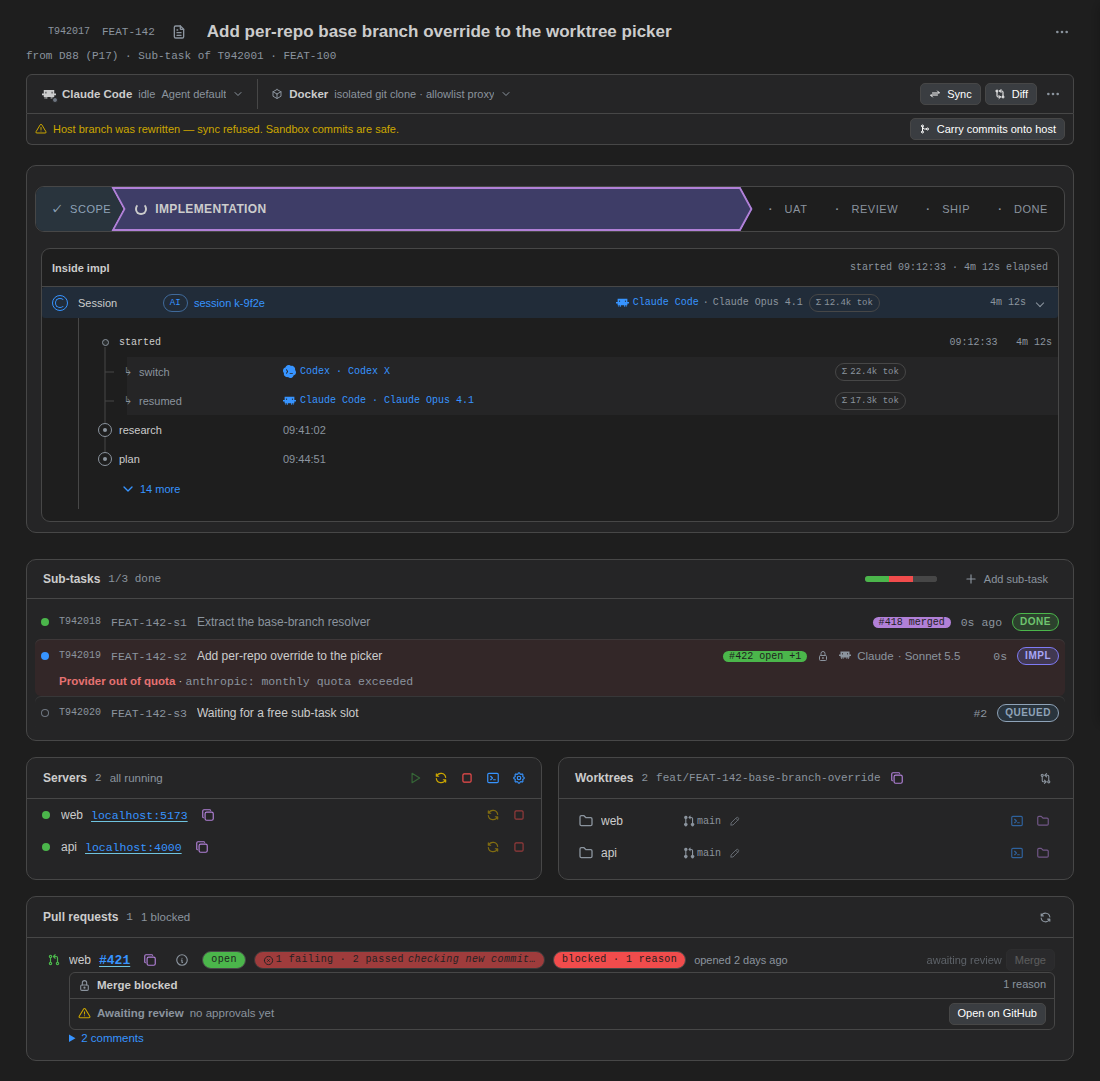 T942017 FEAT-142 Add per-repo base branch override to the worktree picker
from D88 (P17) · Sub-task of T942001 · FEAT-100
Claude Code idle Agent default Docker isolated git clone · allowlist proxy Sync Diff
Host branch was rewritten — sync refused. Sandbox commits are safe. Carry commits onto host
SCOPE IMPLEMENTATION · UAT · REVIEW · SHIP · DONE
Inside impl started 09:12:33 · 4m 12s elapsed
Session AI session k-9f2e Claude Code · Claude Opus 4.1 Σ 12.4k tok 4m 12s
started 09:12:33 4m 12s
↳ switch Codex · Codex X Σ 22.4k tok
↳ resumed Claude Code · Claude Opus 4.1 Σ 17.3k tok
research 09:41:02
plan 09:44:51
14 more
Sub-tasks 1/3 done Add sub-task
T942018 FEAT-142-s1 Extract the base-branch resolver #418 merged 0s ago DONE
T942019 FEAT-142-s2 Add per-repo override to the picker #422 open +1 Claude · Sonnet 5.5 0s IMPL
Provider out of quota · anthropic: monthly quota exceeded
T942020 FEAT-142-s3 Waiting for a free sub-task slot #2 QUEUED
Servers 2 all running
web localhost:5173
api localhost:4000
Worktrees 2 feat/FEAT-142-base-branch-override
web main
api main
Pull requests 1 1 blocked
web #421 open 1 failing · 2 passed checking new commit… blocked · 1 reason opened 2 days ago awaiting review Merge
Merge blocked 1 reason
Awaiting review no approvals yet Open on GitHub
2 comments